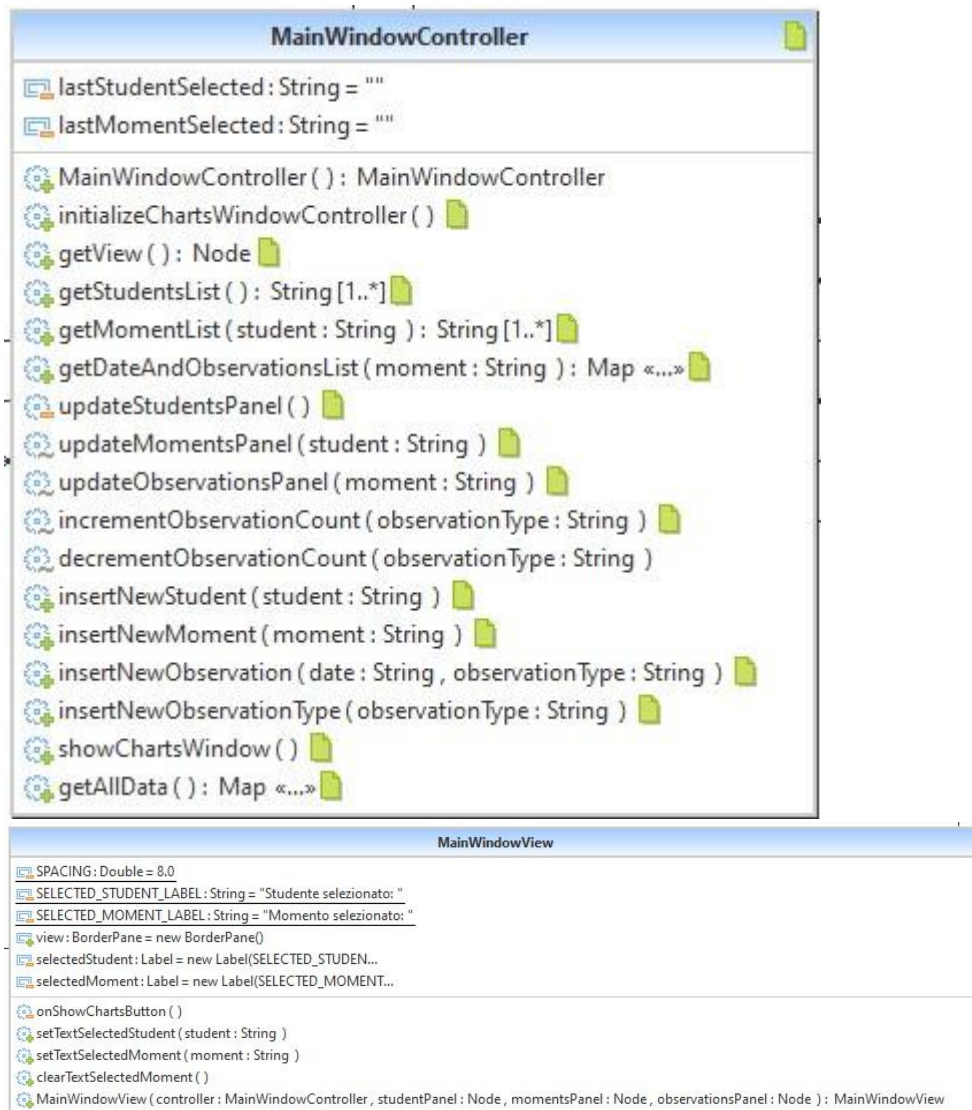 MainWindowController
lastStudentSelected : String = ""
lastMomentSelected : String = ""
MainWindowController ( ) : MainWindowController
initializeChartsWindowController ( )
getView ( ) : Node
getStudentsList ( ) : String [1..*]
getMomentList ( student : String ) : String [1..*]
getDateAndObservationsList ( moment : String ) : Map «...»
updateStudentsPanel ( )
updateMomentsPanel ( student : String )
updateObservationsPanel ( moment : String )
incrementObservationCount ( observationType : String )
decrementObservationCount ( observationType : String )
insertNewStudent ( student : String )
insertNewMoment ( moment : String )
insertNewObservation ( date : String , observationType : String )
insertNewObservationType ( observationType : String )
showChartsWindow ( )
getAllData ( ) : Map «...»
MainWindowView
SPACING : Double = 8.0
SELECTED_STUDENT_LABEL : String = "Studente selezionato: "
SELECTED_MOMENT_LABEL : String = "Momento selezionato: "
view : BorderPane = new BorderPane()
selectedStudent : Label = new Label(SELECTED_STUDEN...
selectedMoment : Label = new Label(SELECTED_MOMENT...
onShowChartsButton ( )
setTextSelectedStudent ( student : String )
setTextSelectedMoment ( moment : String )
clearTextSelectedMoment ( )
MainWindowView ( controller : MainWindowController , studentPanel : Node , momentsPanel : Node , observationsPanel : Node ) : MainWindowView